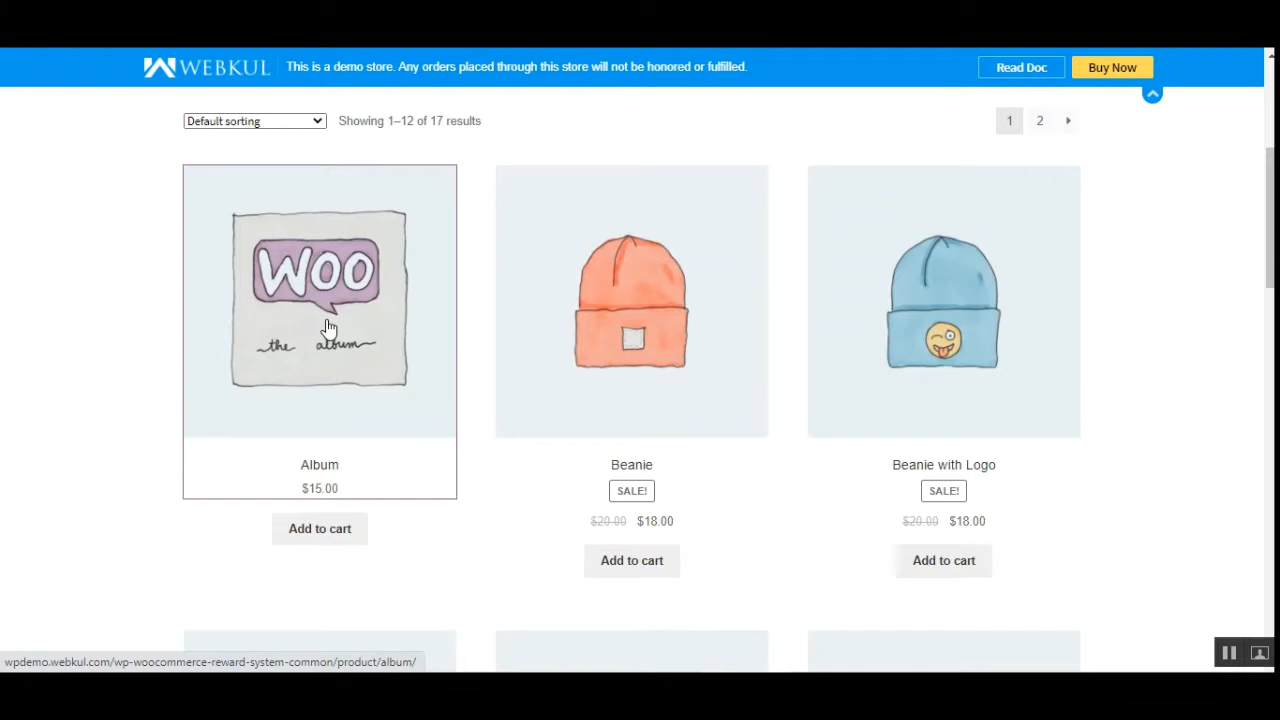 WEBKUL This is a demo store. Any orders placed through this store will not be honored or fulfilled. Read Doc Buy Now
Default sorting Showing 1–12 of 17 results 1 2
WOO
the album
Album Beanie Beanie with Logo
$15.00 SALE! SALE!
$20.00 $18.00 $20.00 $18.00
Add to cart
Add to cart Add to cart
wpdemo.webkul.com/wp-woocommerce-reward-system-common/product/album/